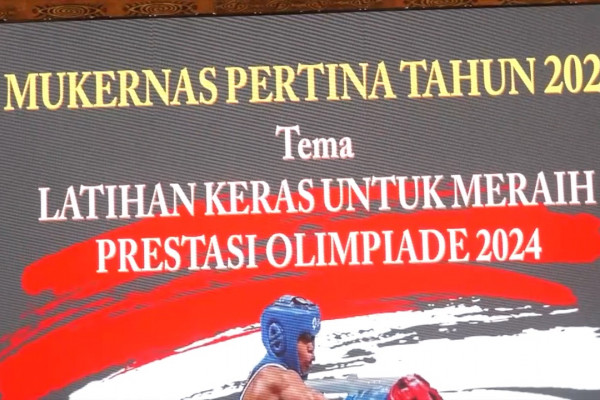 MUKERNAS PERTINA TAHUN 202
Tema
LATIHAN KERAS UNTUK MERAIH
PRESTASI OLIMPIADE 2024